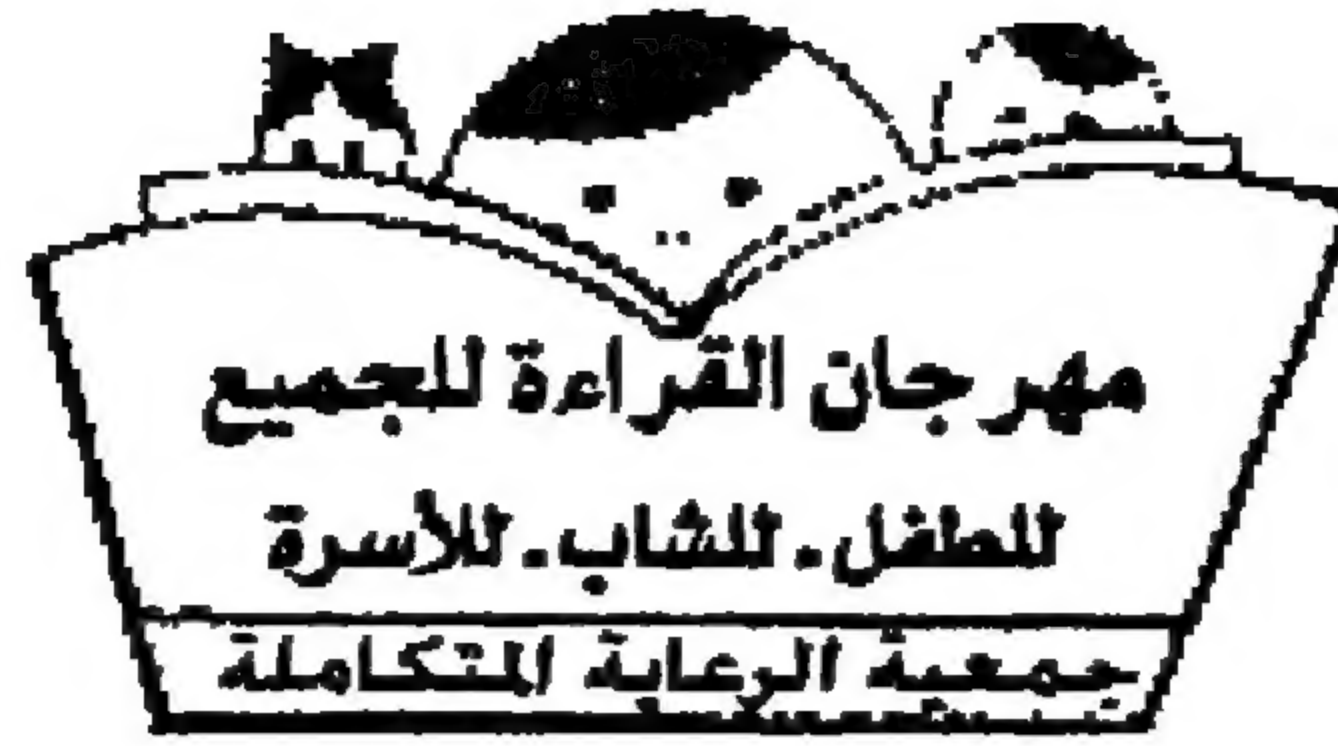 مهرجان القراءة للجميع
للطفل . للشاب . للأسرة
جمعية الرعاية المتكاملة